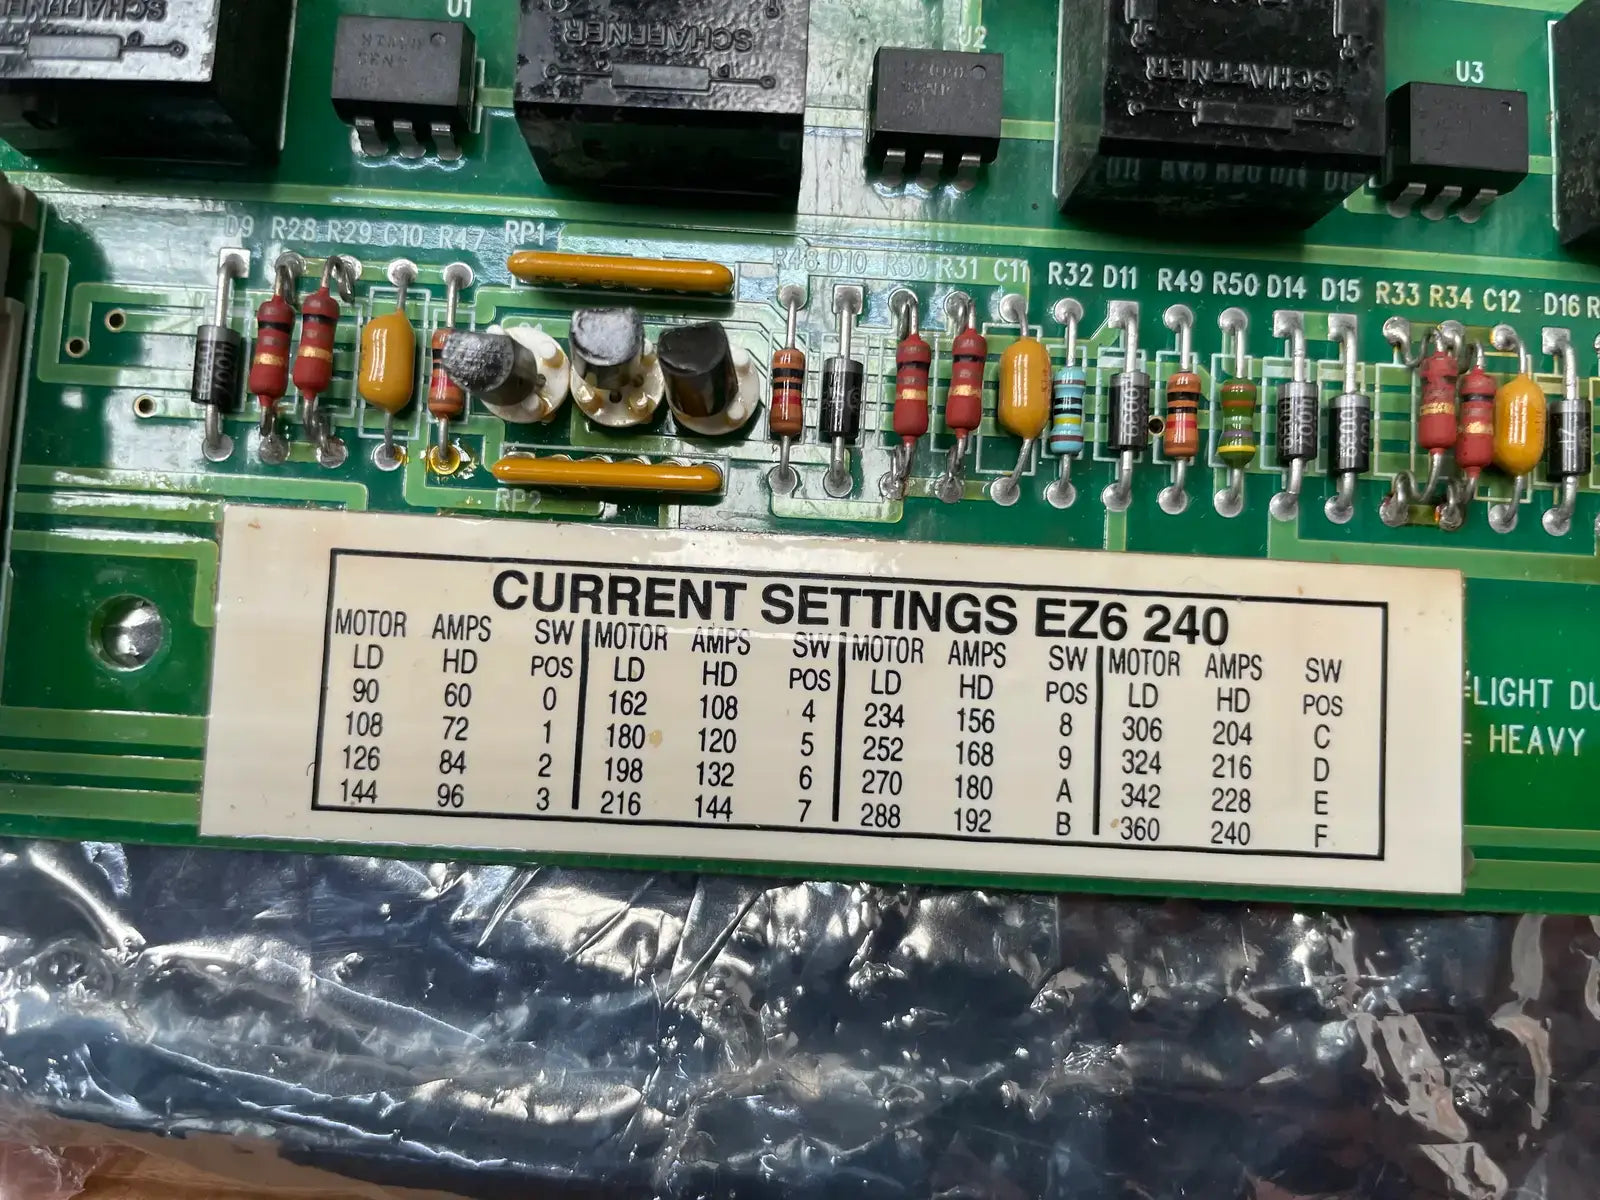 U1
U2
U3
SCHAFFNER
SCHAFFNER
D9 R28 R29 C10 R47 RP1 R48 D10 R30 R31 C11 R32 D11 R49 R50 D14 D15 R33 R34 C12 D16
RP2
CURRENT SETTINGS EZ6 240
MOTOR AMPS SW MOTOR AMPS SW MOTOR AMPS SW MOTOR AMPS SW
LD HD POS LD HD POS LD HD POS LD HD POS
90 60 0 162 108 4 234 156 8 306 204 C
108 72 1 180 120 5 252 168 9 324 216 D
126 84 2 198 132 6 270 180 A 342 228 E
144 96 3 216 144 7 288 192 B 360 240 F
=LIGHT DU
= HEAVY